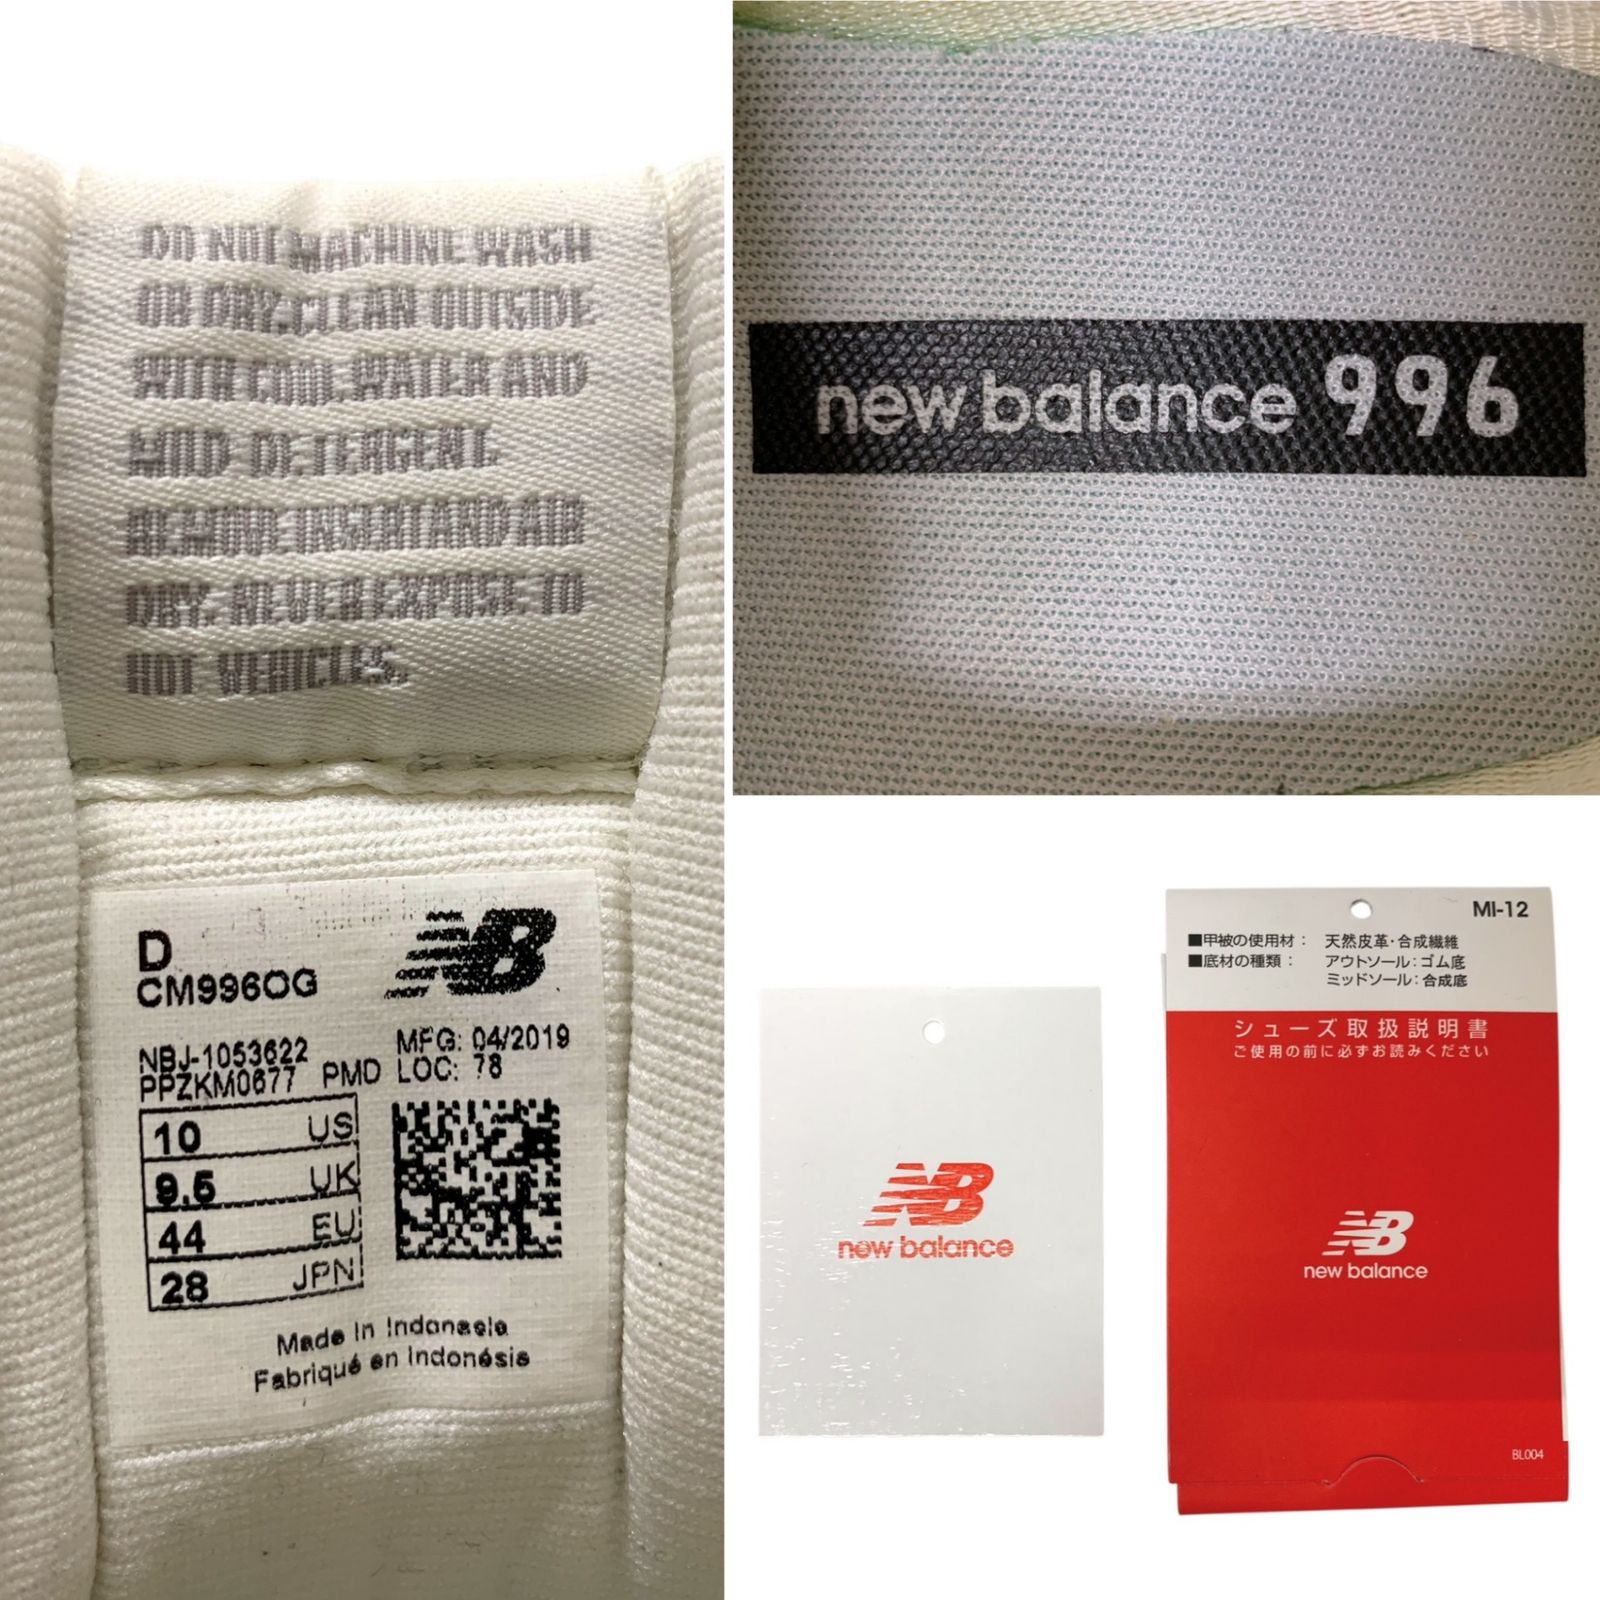 DO NOT MACHINE WASH
OR DRY.CLEAN OUTSIDE
WITH COOL.WATER AND
MILD DETERGENT.
REMOVE INSERT AND AIR
DRY. NEVER EXPOSE TO
HOT VEHICLES.
D
CM996OG
NB
NBJ-1053622
PPZKM0677 PMD
MFG: 04/2019
LOC: 78
10 US
9.5 UK
44 EU
28 JPN
Made in Indonesia
Fabriqué en Indonésie
new balance 996
NB
new balance
MI-12
■甲被の使用材： 天然皮革・合成繊維
■底材の種類： アウトソール：ゴム底
ミッドソール：合成底
シューズ取扱説明書
ご使用の前に必ずお読みください
NB
new balance
BL004